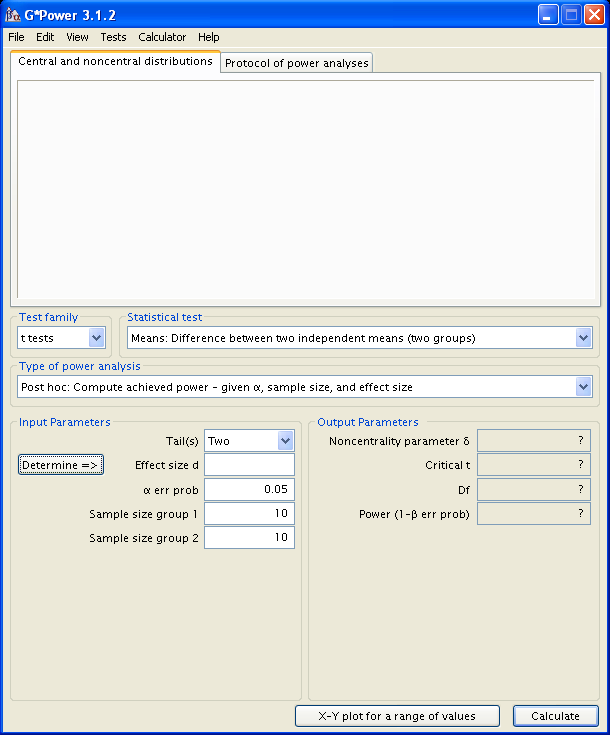 G*Power 3.1.2
File Edit View Tests Calculator Help
Central and noncentral distributions Protocol of power analyses
Test family Statistical test
t tests Means: Difference between two independent means (two groups)
Type of power analysis
Post hoc: Compute achieved power – given α, sample size, and effect size
Input Parameters Output Parameters
Tail(s) Two Noncentrality parameter δ ?
Determine => Effect size d Critical t ?
α err prob 0.05 Df ?
Sample size group 1 10 Power (1-β err prob) ?
Sample size group 2 10
X-Y plot for a range of values Calculate